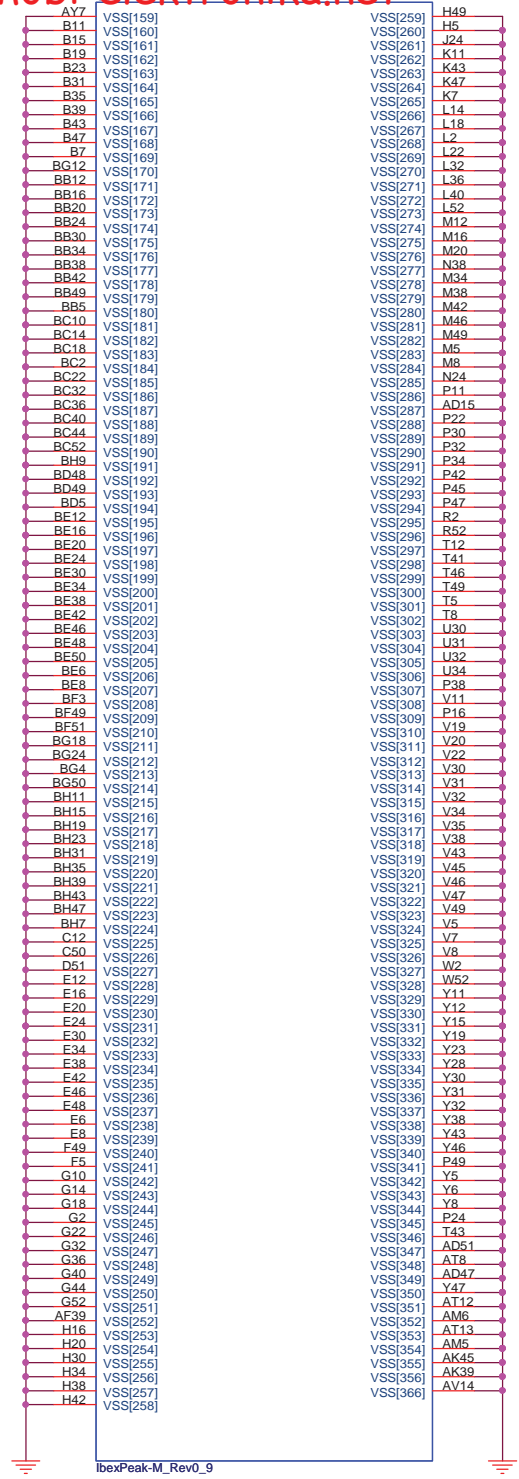 AY7 VSS[159] VSS[259] H49
B11 VSS[160] VSS[260] H5
B15 VSS[161] VSS[261] J24
B19 VSS[162] VSS[262] K11
B23 VSS[163] VSS[263] K43
B31 VSS[164] VSS[264] K47
B35 VSS[165] VSS[265] K7
B39 VSS[166] VSS[266] L14
B43 VSS[167] VSS[267] L18
B47 VSS[168] VSS[268] L2
B7 VSS[169] VSS[269] L22
BG12 VSS[170] VSS[270] L32
BB12 VSS[171] VSS[271] L36
BB16 VSS[172] VSS[272] L40
BB20 VSS[173] VSS[273] L52
BB24 VSS[174] VSS[274] M12
BB30 VSS[175] VSS[275] M16
BB34 VSS[176] VSS[276] M20
BB38 VSS[177] VSS[277] N38
BB42 VSS[178] VSS[278] M34
BB49 VSS[179] VSS[279] M38
BB5 VSS[180] VSS[280] M42
BC10 VSS[181] VSS[281] M46
BC14 VSS[182] VSS[282] M49
BC18 VSS[183] VSS[283] M5
BC2 VSS[184] VSS[284] M8
BC22 VSS[185] VSS[285] N24
BC32 VSS[186] VSS[286] P11
BC36 VSS[187] VSS[287] AD15
BC40 VSS[188] VSS[288] P22
BC44 VSS[189] VSS[289] P30
BC52 VSS[190] VSS[290] P32
BH9 VSS[191] VSS[291] P34
BD48 VSS[192] VSS[292] P42
BD49 VSS[193] VSS[293] P45
BD5 VSS[194] VSS[294] P47
BE12 VSS[195] VSS[295] R2
BE16 VSS[196] VSS[296] R52
BE20 VSS[197] VSS[297] T12
BE24 VSS[198] VSS[298] T41
BE30 VSS[199] VSS[299] T46
BE34 VSS[200] VSS[300] T49
BE38 VSS[201] VSS[301] T5
BE42 VSS[202] VSS[302] T8
BE46 VSS[203] VSS[303] U30
BE48 VSS[204] VSS[304] U31
BE50 VSS[205] VSS[305] U32
BE6 VSS[206] VSS[306] U34
BE8 VSS[207] VSS[307] P38
BF3 VSS[208] VSS[308] V11
BF49 VSS[209] VSS[309] P16
BF51 VSS[210] VSS[310] V19
BG18 VSS[211] VSS[311] V20
BG24 VSS[212] VSS[312] V22
BG4 VSS[213] VSS[313] V30
BG50 VSS[214] VSS[314] V31
BH11 VSS[215] VSS[315] V32
BH15 VSS[216] VSS[316] V34
BH19 VSS[217] VSS[317] V35
BH23 VSS[218] VSS[318] V38
BH31 VSS[219] VSS[319] V43
BH35 VSS[220] VSS[320] V45
BH39 VSS[221] VSS[321] V46
BH43 VSS[222] VSS[322] V47
BH47 VSS[223] VSS[323] V49
BH7 VSS[224] VSS[324] V5
C12 VSS[225] VSS[325] V7
C50 VSS[226] VSS[326] V8
D51 VSS[227] VSS[327] W2
E12 VSS[228] VSS[328] W52
E16 VSS[229] VSS[329] Y11
E20 VSS[230] VSS[330] Y12
E24 VSS[231] VSS[331] Y15
E30 VSS[232] VSS[332] Y19
E34 VSS[233] VSS[333] Y23
E38 VSS[234] VSS[334] Y28
E42 VSS[235] VSS[335] Y30
E46 VSS[236] VSS[336] Y31
E48 VSS[237] VSS[337] Y32
E6 VSS[238] VSS[338] Y38
E8 VSS[239] VSS[339] Y43
F49 VSS[240] VSS[340] Y46
F5 VSS[241] VSS[341] P49
G10 VSS[242] VSS[342] Y5
G14 VSS[243] VSS[343] Y6
G18 VSS[244] VSS[344] Y8
G2 VSS[245] VSS[345] P24
G22 VSS[246] VSS[346] T43
G32 VSS[247] VSS[347] AD51
G36 VSS[248] VSS[348] AT8
G40 VSS[249] VSS[349] AD47
G44 VSS[250] VSS[350] Y47
G52 VSS[251] VSS[351] AT12
AF39 VSS[252] VSS[352] AM6
H16 VSS[253] VSS[353] AT13
H20 VSS[254] VSS[354] AM5
H30 VSS[255] VSS[355] AK45
H34 VSS[256] VSS[356] AK39
H38 VSS[257] VSS[366] AV14
H42 VSS[258]
IbexPeak-M_Rev0_9